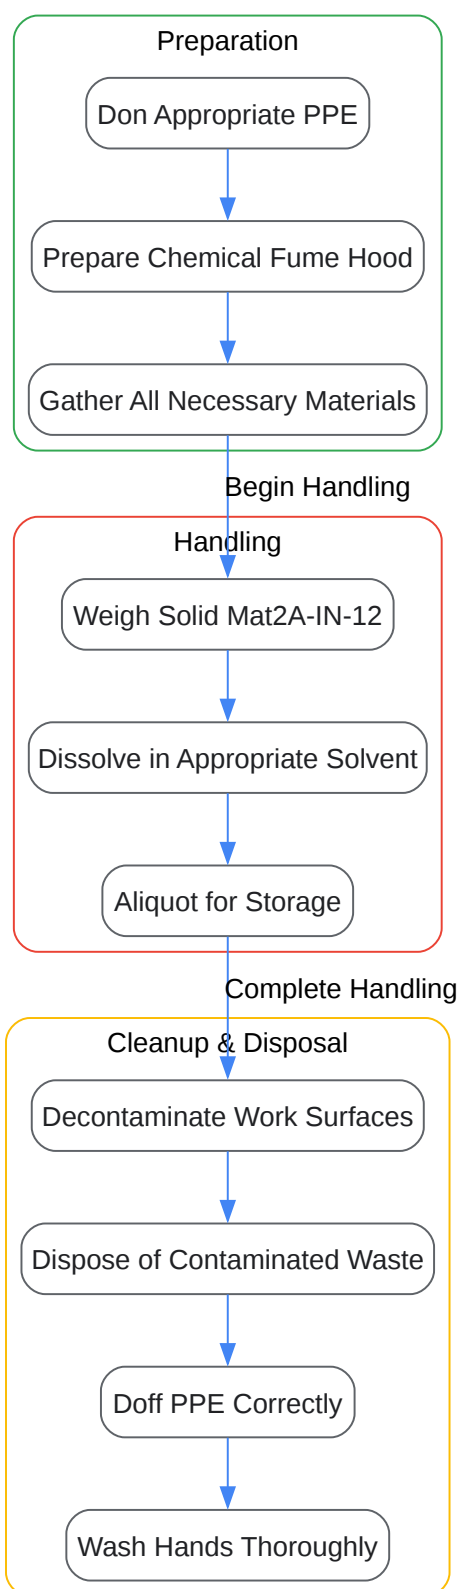 Preparation
Don Appropriate PPE
Prepare Chemical Fume Hood
Gather All Necessary Materials
Begin Handling
Handling
Weigh Solid Mat2A-IN-12
Dissolve in Appropriate Solvent
Aliquot for Storage
Complete Handling
Cleanup & Disposal
Decontaminate Work Surfaces
Dispose of Contaminated Waste
Doff PPE Correctly
Wash Hands Thoroughly